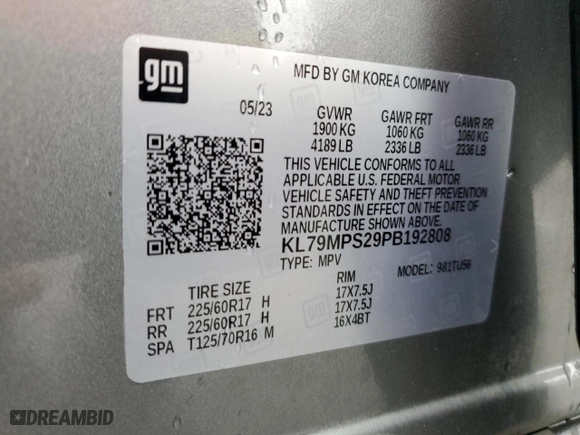 gm
MFD BY GM KOREA COMPANY
05/23 GVWR GAWR FRT GAWR RR
1900 KG 1060 KG 1060 KG
4189 LB 2336 LB 2336 LB
THIS VEHICLE CONFORMS TO ALL
APPLICABLE U.S. FEDERAL MOTOR
VEHICLE SAFETY AND THEFT PREVENTION
STANDARDS IN EFFECT ON THE DATE OF
MANUFACTURE SHOWN ABOVE.
KL79MPS29PB192808
TYPE: MPV MODEL: 981TU56
TIRE SIZE RIM
FRT 225/60R17 H 17X7.5J
RR 225/60R17 H 17X7.5J
SPA T125/70R16 M 16X4BT
DREAMBID